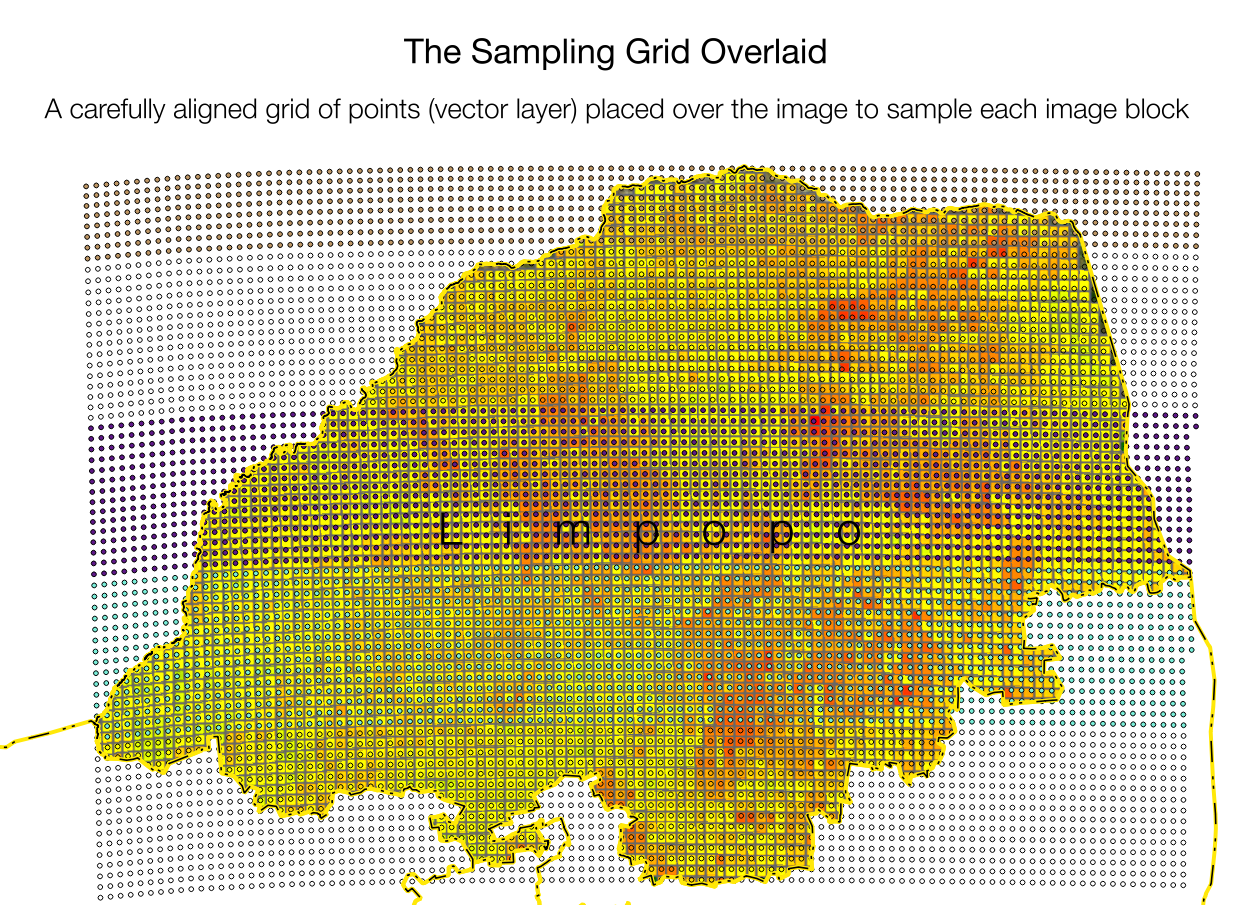 The Sampling Grid Overlaid
A carefully aligned grid of points (vector layer) placed over the image to sample each image block
Limpopo